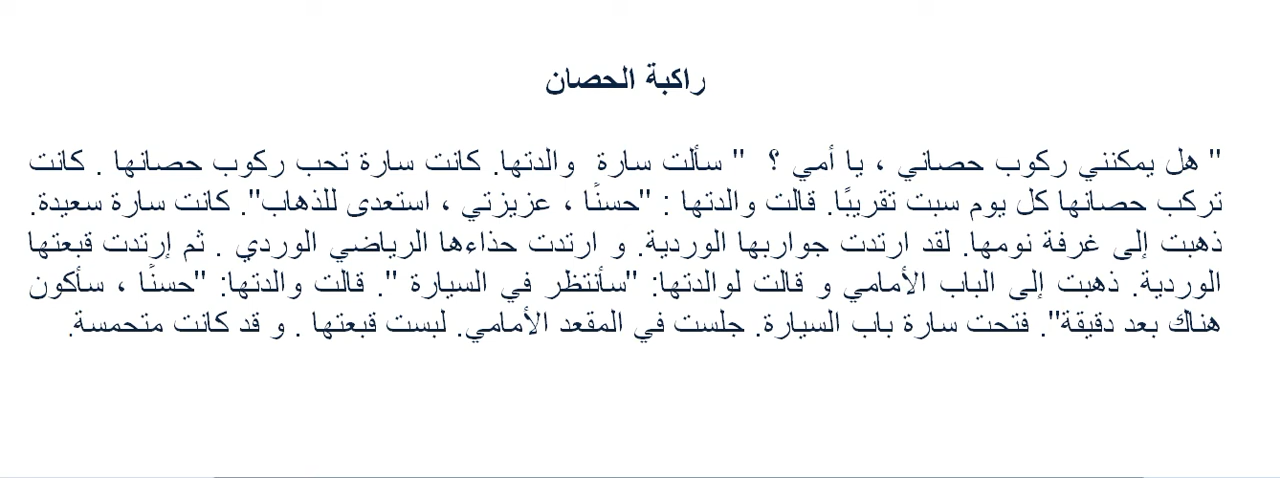 راكبة الحصان
" هل يمكنني ركوب حصاني ، يا أمي ؟ " سألت سارة والدتها. كانت سارة تحب ركوب حصانها . كانت
تركب حصانها كل يوم سبت تقريبًا. قالت والدتها : "حسنًا ، عزيزتي ، استعدى للذهاب". كانت سارة سعيدة.
ذهبت إلى غرفة نومها. لقد ارتدت جواربها الوردية. و ارتدت حذاءها الرياضي الوردي . ثم إرتدت قبعتها
الوردية. ذهبت إلى الباب الأمامي و قالت لوالدتها: "سأنتظر في السيارة ". قالت والدتها: "حسنًا ، سأكون
هناك بعد دقيقة". فتحت سارة باب السيارة. جلست في المقعد الأمامي. لبست قبعتها . و قد كانت متحمسة.